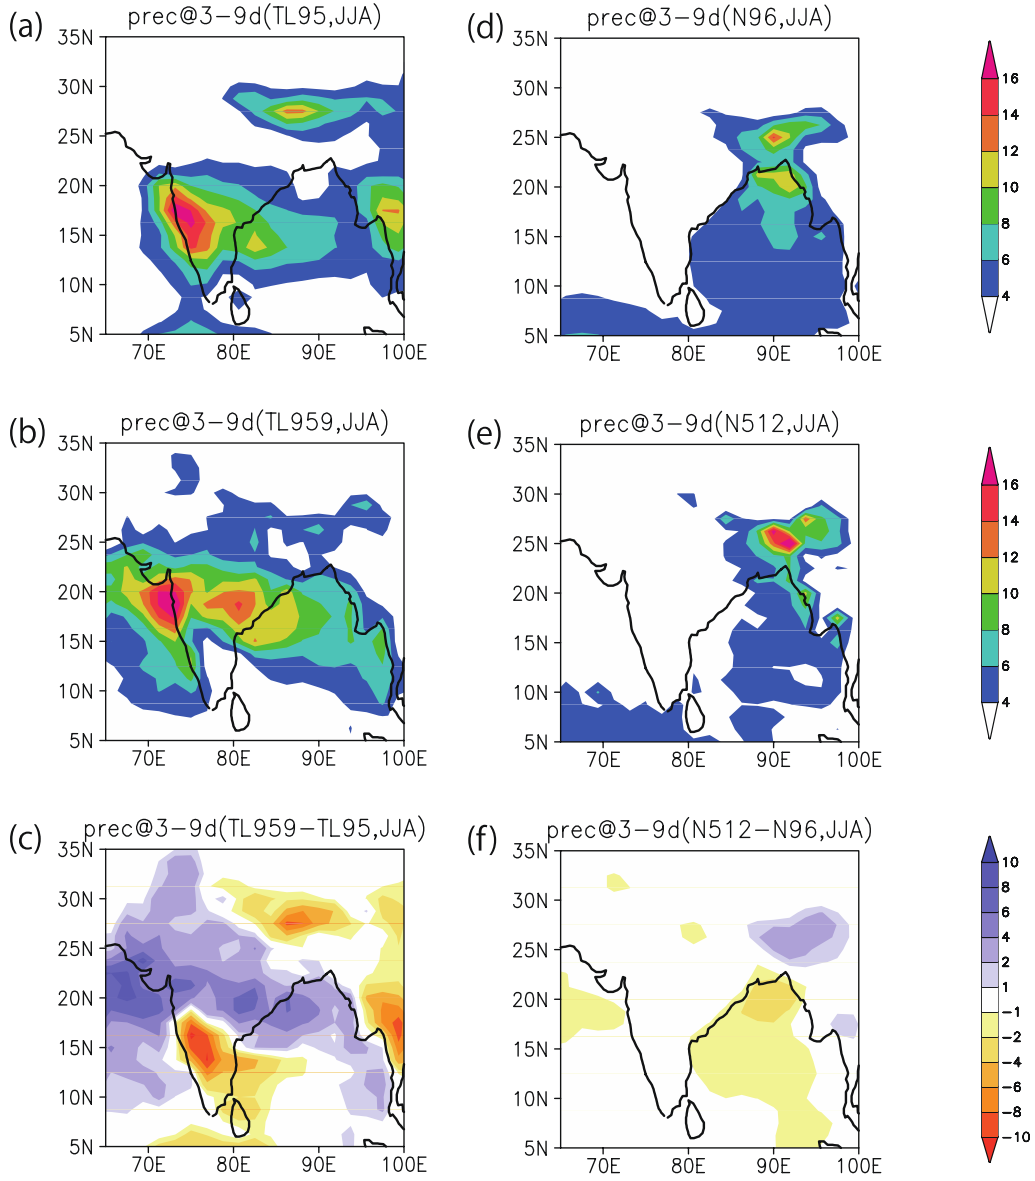 (a) prec@3-9d(TL95,JJA)
35N
30N
25N
20N
15N
10N
5N
70E 80E 90E 100E
(d) prec@3-9d(N96,JJA)
35N
30N
25N
20N
15N
10N
5N
70E 80E 90E 100E
16
14
12
10
8
6
4
(b) prec@3-9d(TL959,JJA)
35N
30N
25N
20N
15N
10N
5N
70E 80E 90E 100E
(e) prec@3-9d(N512,JJA)
35N
30N
25N
20N
15N
10N
5N
70E 80E 90E 100E
16
14
12
10
8
6
4
(c) prec@3-9d(TL959-TL95,JJA)
35N
30N
25N
20N
15N
10N
5N
70E 80E 90E 100E
(f) prec@3-9d(N512-N96,JJA)
35N
30N
25N
20N
15N
10N
5N
70E 80E 90E 100E
10
8
6
4
2
1
-1
-2
-4
-6
-8
-10